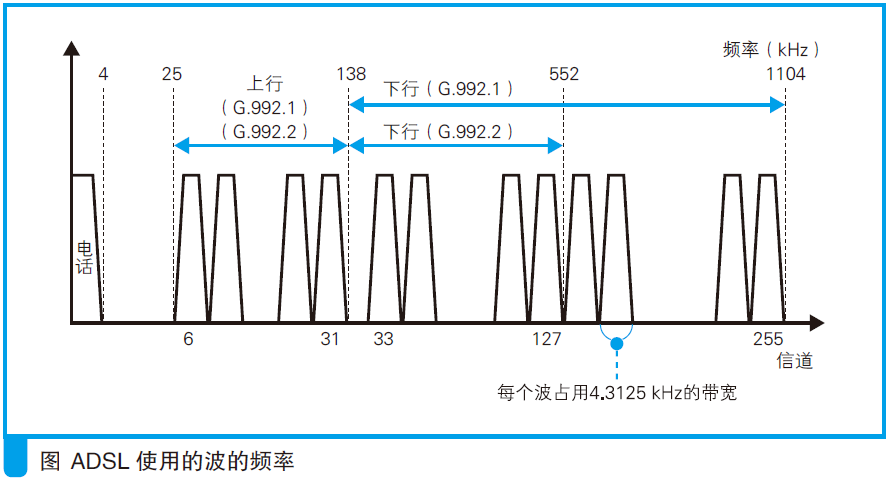 频率（kHz）
4
25
138
552
1104
上行
（G.992.1）
（G.992.2）
下行（G.992.1）
下行（G.992.2）
电话
6
31
33
127
255
信道
每个波占用4.3125 kHz的带宽
图 ADSL 使用的波的频率